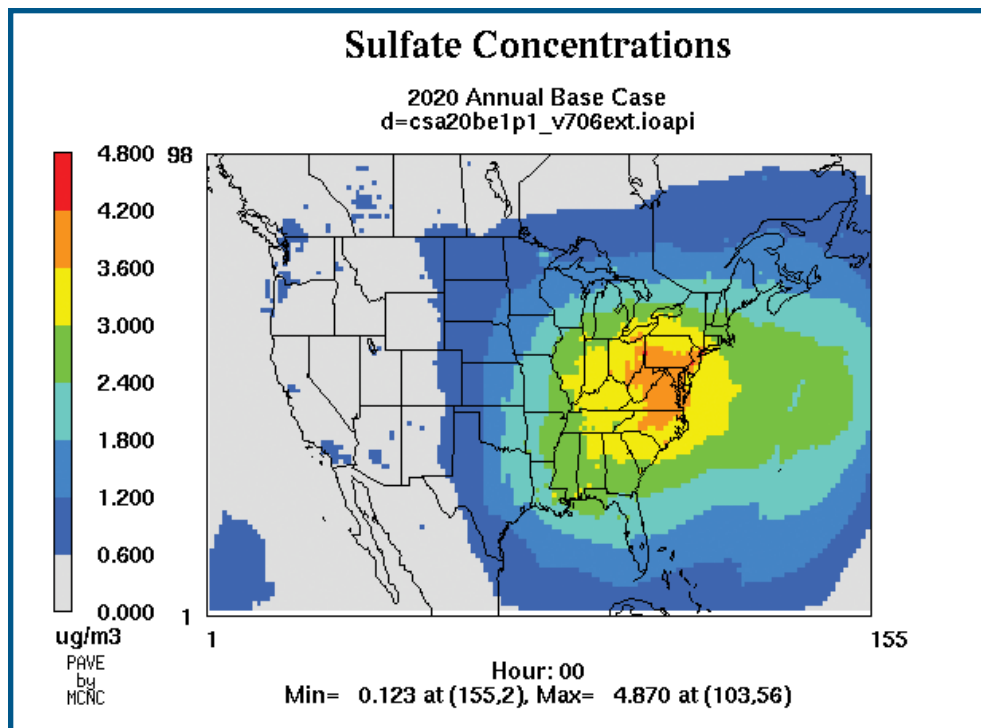 Sulfate Concentrations
2020 Annual Base Case
d=csa20be1p1_v706ext.ioapi
4.800
4.200
3.600
3.000
2.400
1.800
1.200
0.600
0.000
ug/m3
PAVE
by
MCNC
98
1
1
155
Hour: 00
Min= 0.123 at (155,2), Max= 4.870 at (103,56)